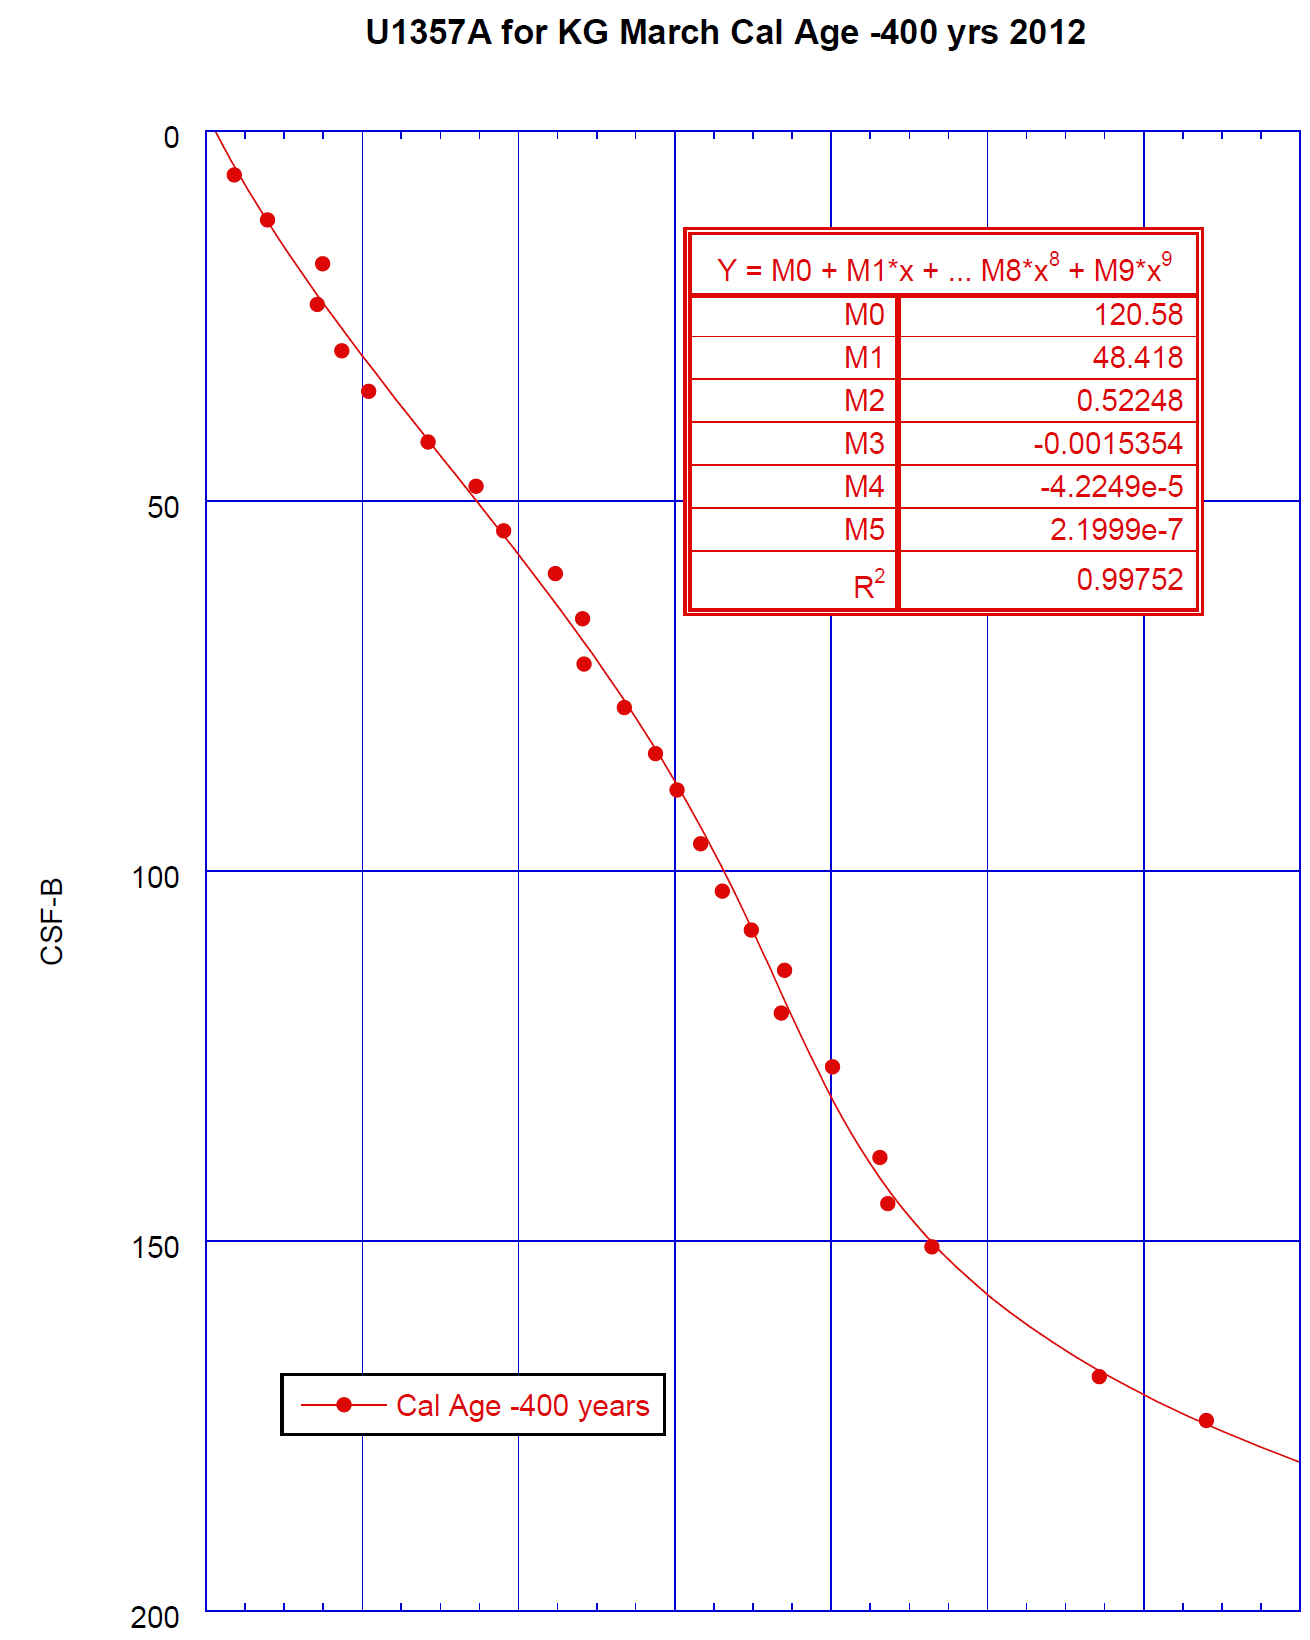 U1357A for KG March Cal Age -400 yrs 2012
0
50
100
150
200
CSF-B
Y = M0 + M1*x + ... M8*x⁸ + M9*x⁹
M0 120.58
M1 48.418
M2 0.52248
M3 -0.0015354
M4 -4.2249e-5
M5 2.1999e-7
R² 0.99752
Cal Age -400 years